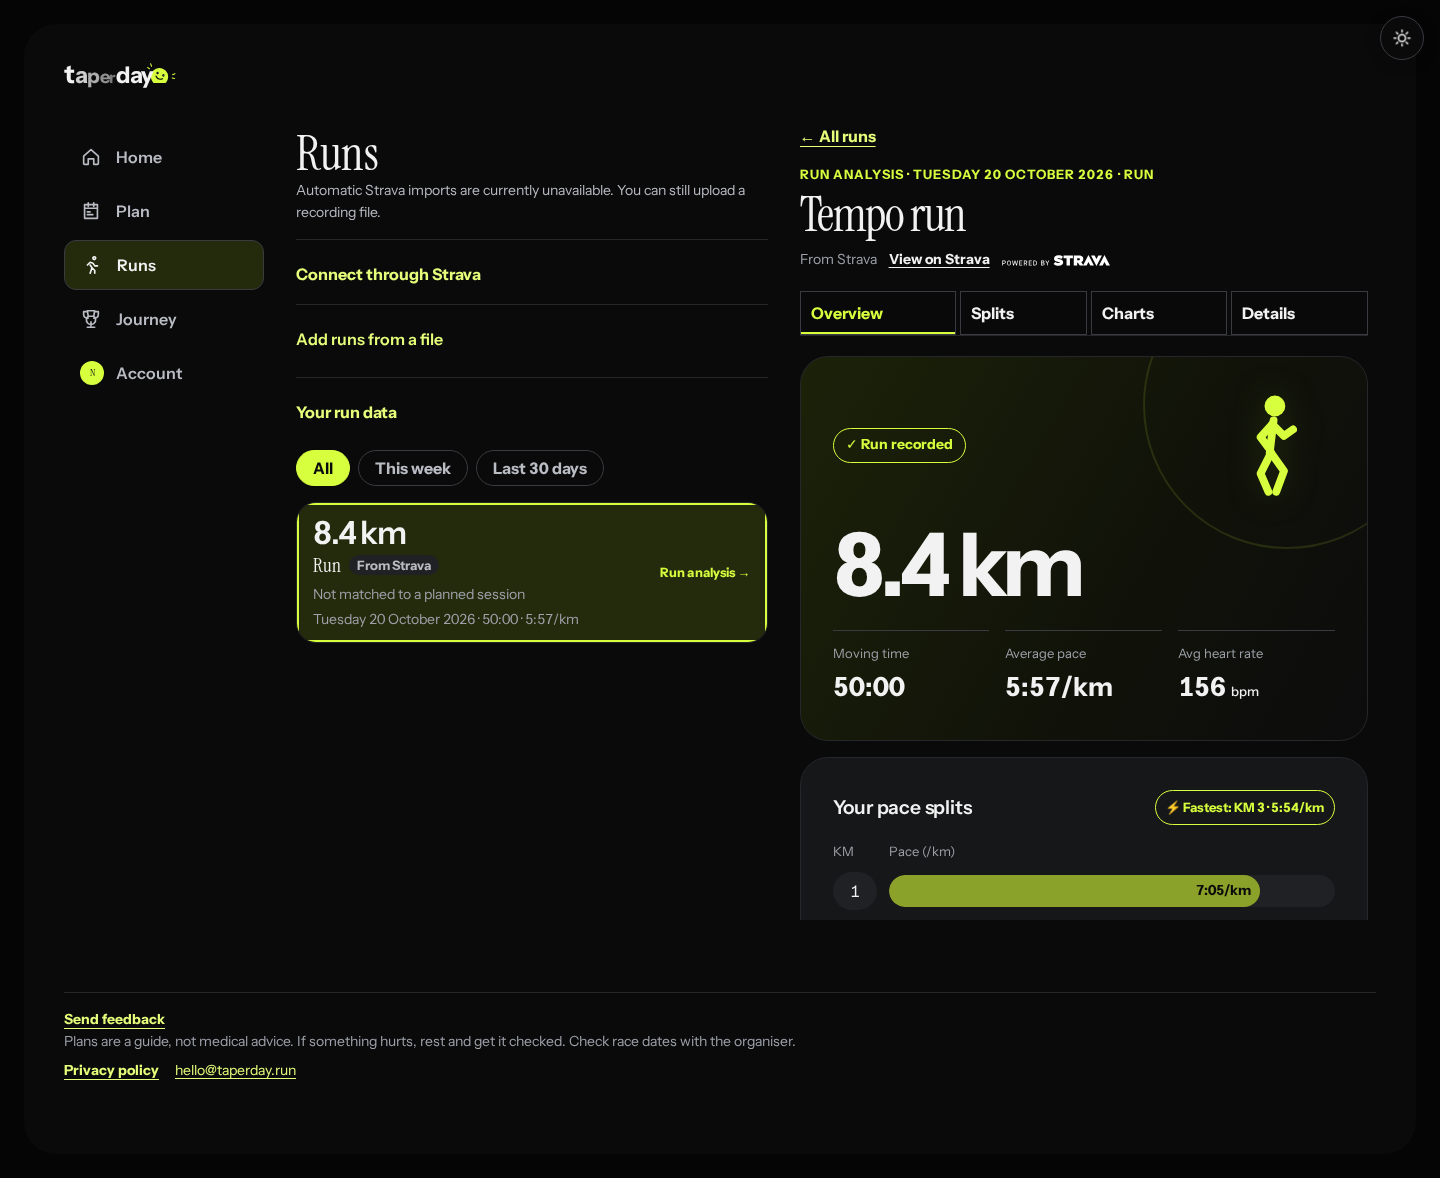 taperday
Home
Plan
Runs
Journey
N
Account
Runs
Automatic Strava imports are currently unavailable. You can still upload a
recording file.
Connect through Strava
Add runs from a file
Your run data
All
This week
Last 30 days
8.4 km
Run
From Strava
Run analysis →
Not matched to a planned session
Tuesday 20 October 2026 · 50:00 · 5:57/km
← All runs
RUN ANALYSIS · TUESDAY 20 OCTOBER 2026 · RUN
Tempo run
From Strava View on Strava POWERED BY STRAVA
Overview
Splits
Charts
Details
✓ Run recorded
8.4 km
Moving time
50:00
Average pace
5:57/km
Avg heart rate
156 bpm
Your pace splits
⚡ Fastest: KM 3 · 5:54/km
KM
Pace (/km)
1
7:05/km
Send feedback
Plans are a guide, not medical advice. If something hurts, rest and get it checked. Check race dates with the organiser.
Privacy policy hello@taperday.run